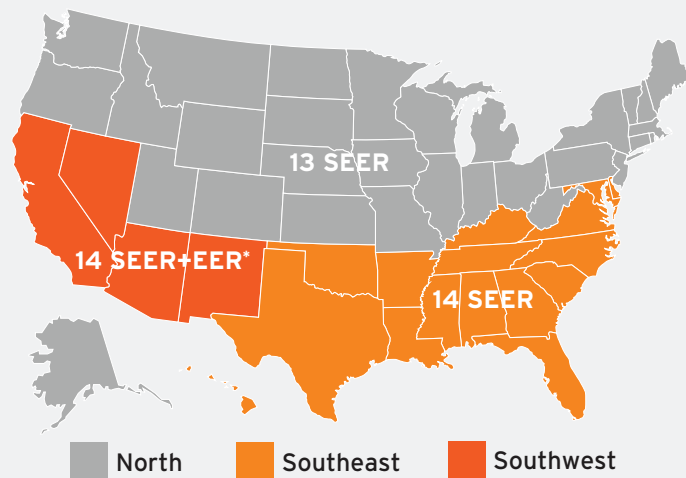 13 SEER
14 SEER+EER*
14 SEER
North
Southeast
Southwest